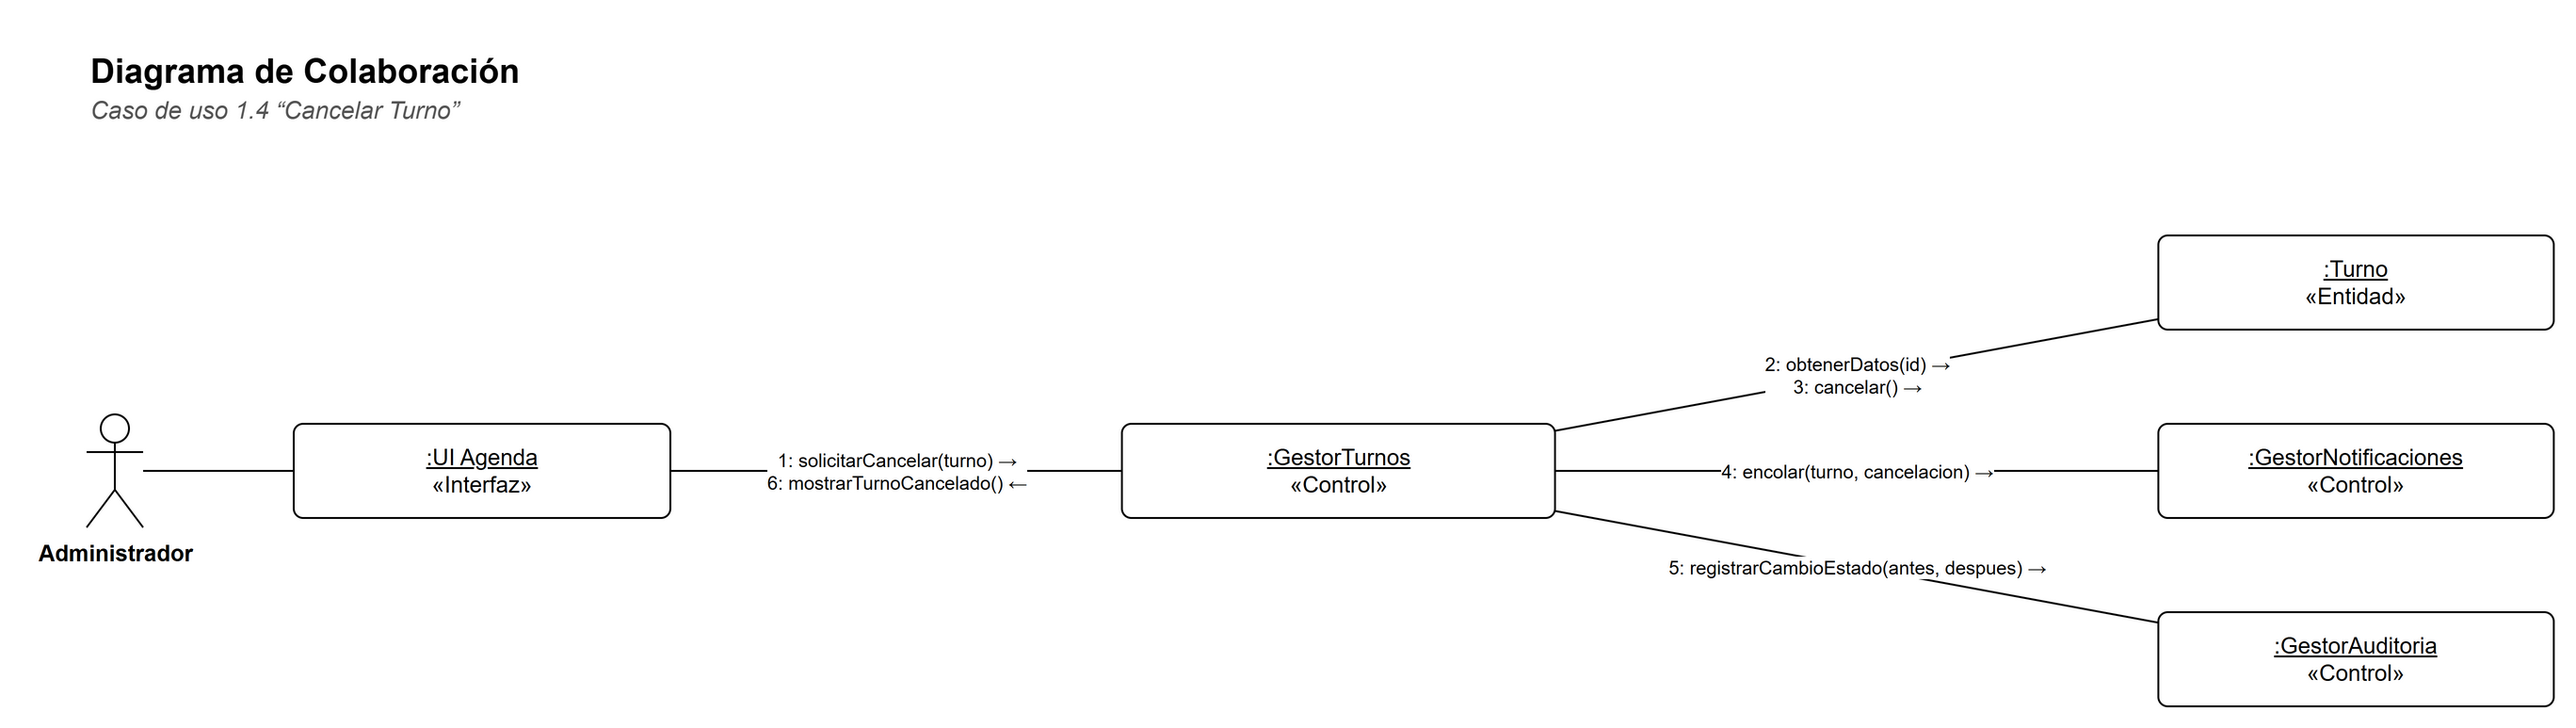 Diagrama de Colaboración
Caso de uso 1.4 “Cancelar Turno”
:Turno
«Entidad»
2: obtenerDatos(id) →
3: cancelar() →
:UI Agenda
«Interfaz»
1: solicitarCancelar(turno) →
6: mostrarTurnoCancelado() ←
:GestorTurnos
«Control»
4: encolar(turno, cancelacion) →
:GestorNotificaciones
«Control»
Administrador
5: registrarCambioEstado(antes, despues) →
:GestorAuditoria
«Control»